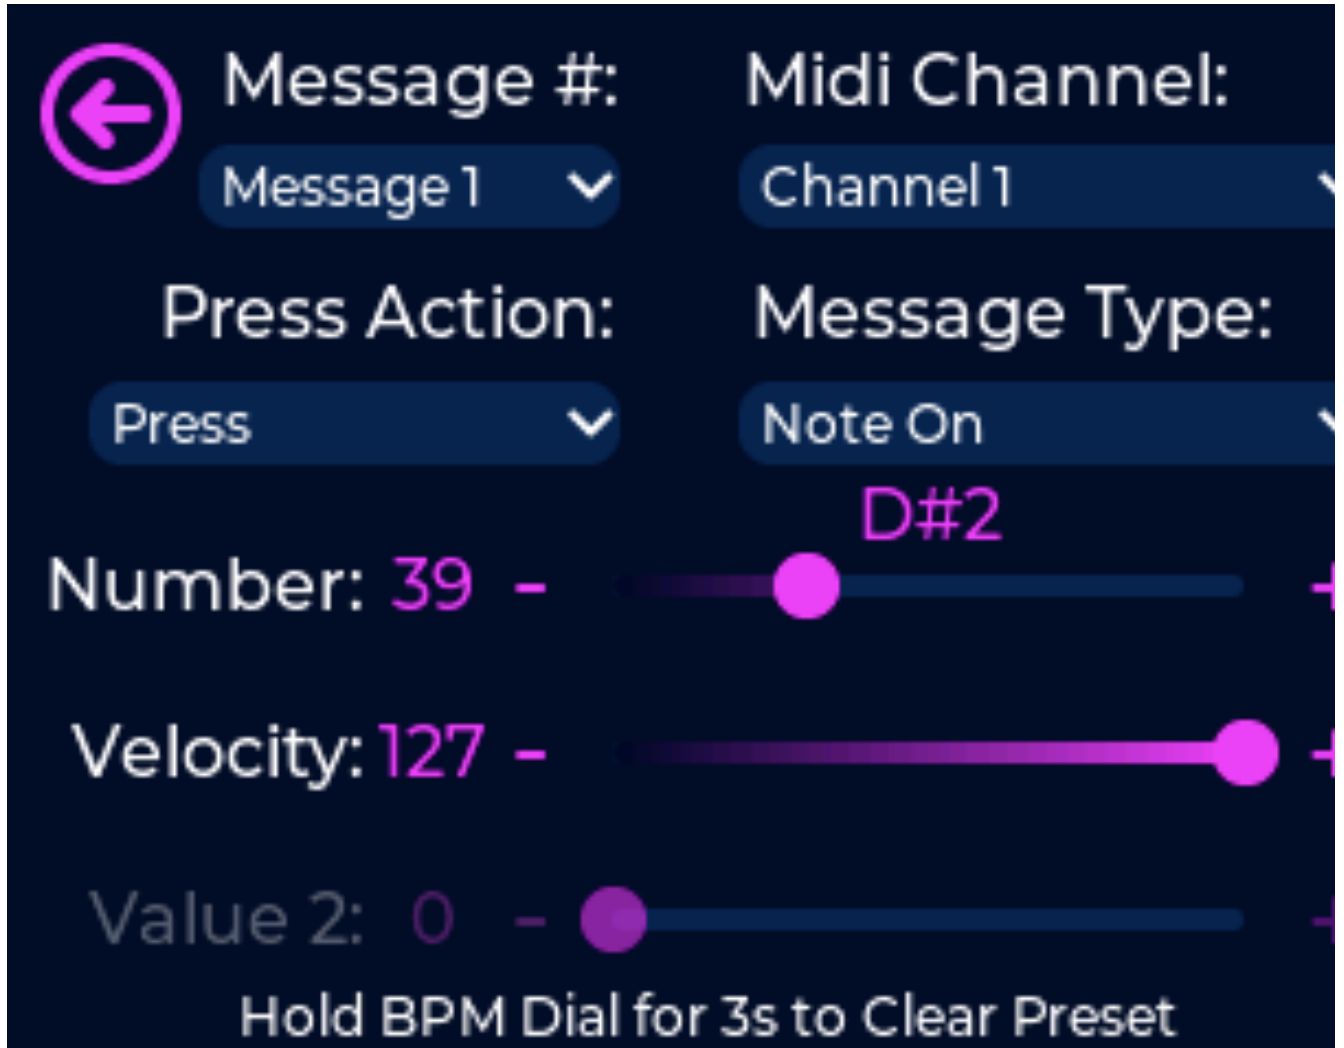 Message #: Midi Channel:
Message 1 Channel 1
Press Action: Message Type:
Press Note On
D#2
Number: 39 - +
Velocity: 127 - +
Value 2: 0 - +
Hold BPM Dial for 3s to Clear Preset